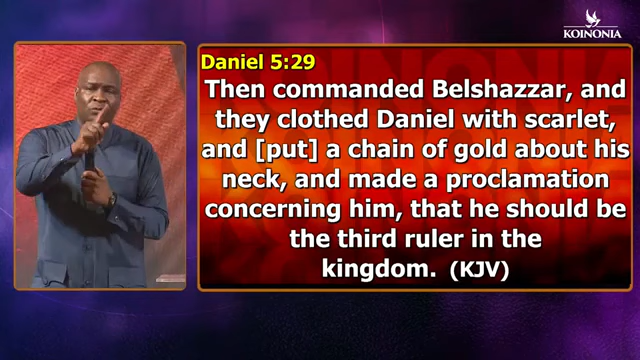 KOINONIA
Daniel 5:29
Then commanded Belshazzar, and
they clothed Daniel with scarlet,
and [put] a chain of gold about his
neck, and made a proclamation
concerning him, that he should be
the third ruler in the
kingdom. (KJV)